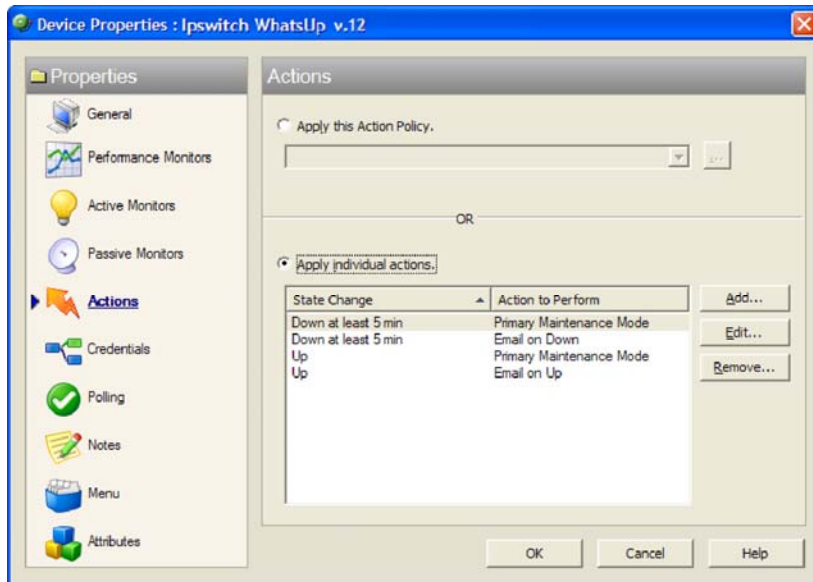 Device Properties : Ipswitch WhatsUp v.12
Properties
General
Performance Monitors
Active Monitors
Passive Monitors
Actions
Credentials
Polling
Notes
Menu
Attributes
Actions
Apply this Action Policy.
...
OR
Apply individual actions.
State Change Action to Perform
Down at least 5 min Primary Maintenance Mode
Down at least 5 min Email on Down
Up Primary Maintenance Mode
Up Email on Up
Add...
Edit...
Remove...
OK Cancel Help